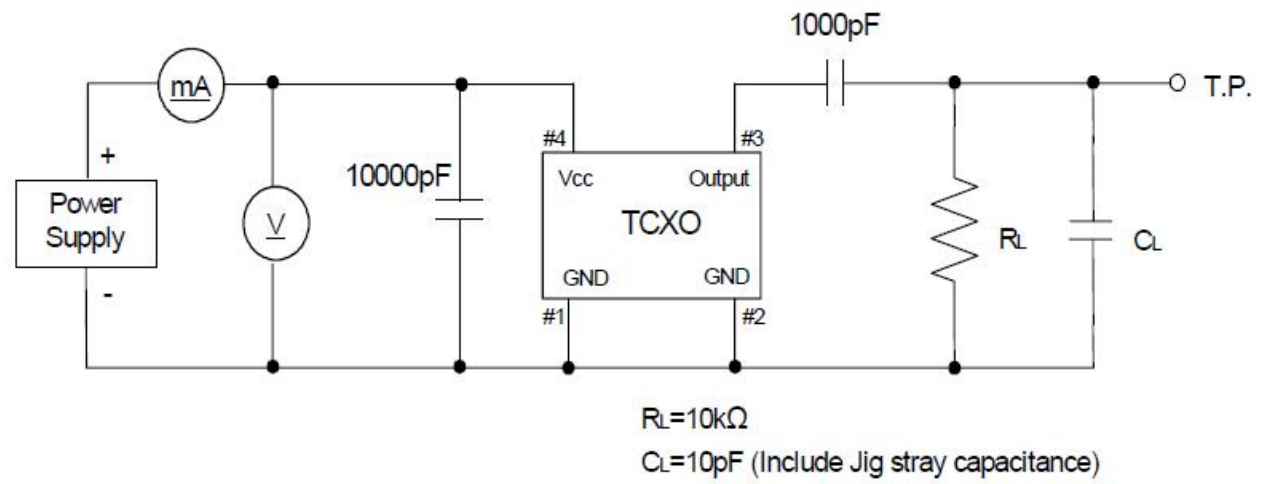 1000pF
mA
T.P.
+
#4
#3
10000pF
Vcc
Output
Power
Supply
V
TCXO
RL
CL
GND
GND
-
#1
#2
RL=10kΩ
CL=10pF (Include Jig stray capacitance)